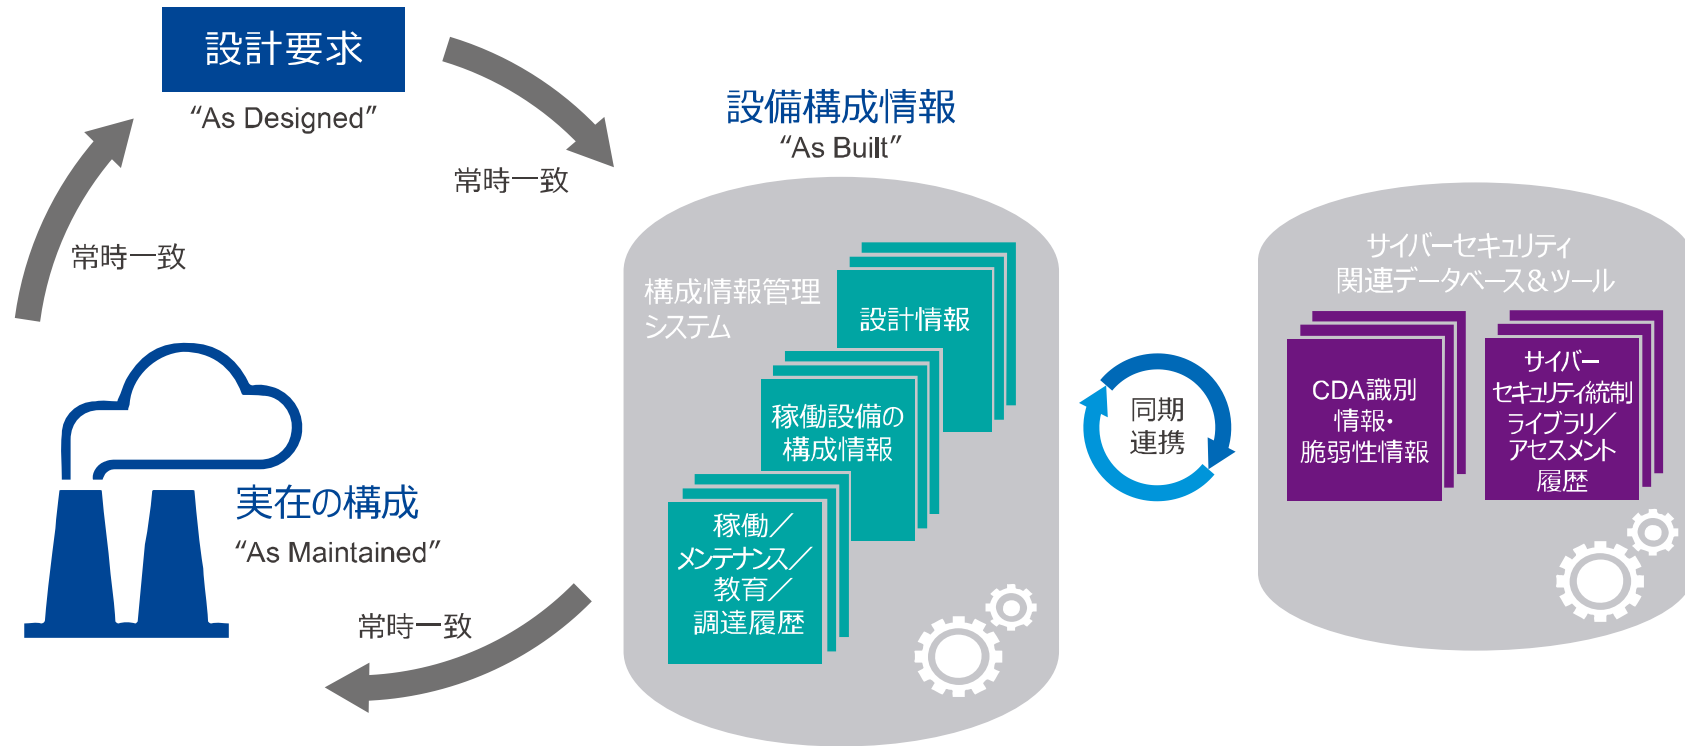 設計要求
“As Designed”
常時一致
常時一致
設備構成情報
“As Built”
構成情報管理
システム
設計情報
稼働設備の
構成情報
稼働／
メンテナンス／
教育／
調達履歴
同期
連携
サイバーセキュリティ
関連データベース＆ツール
CDA識別
情報・
脆弱性情報
サイバー
セキュリティ統制
ライブラリ／
アセスメント
履歴
実在の構成
“As Maintained”
常時一致